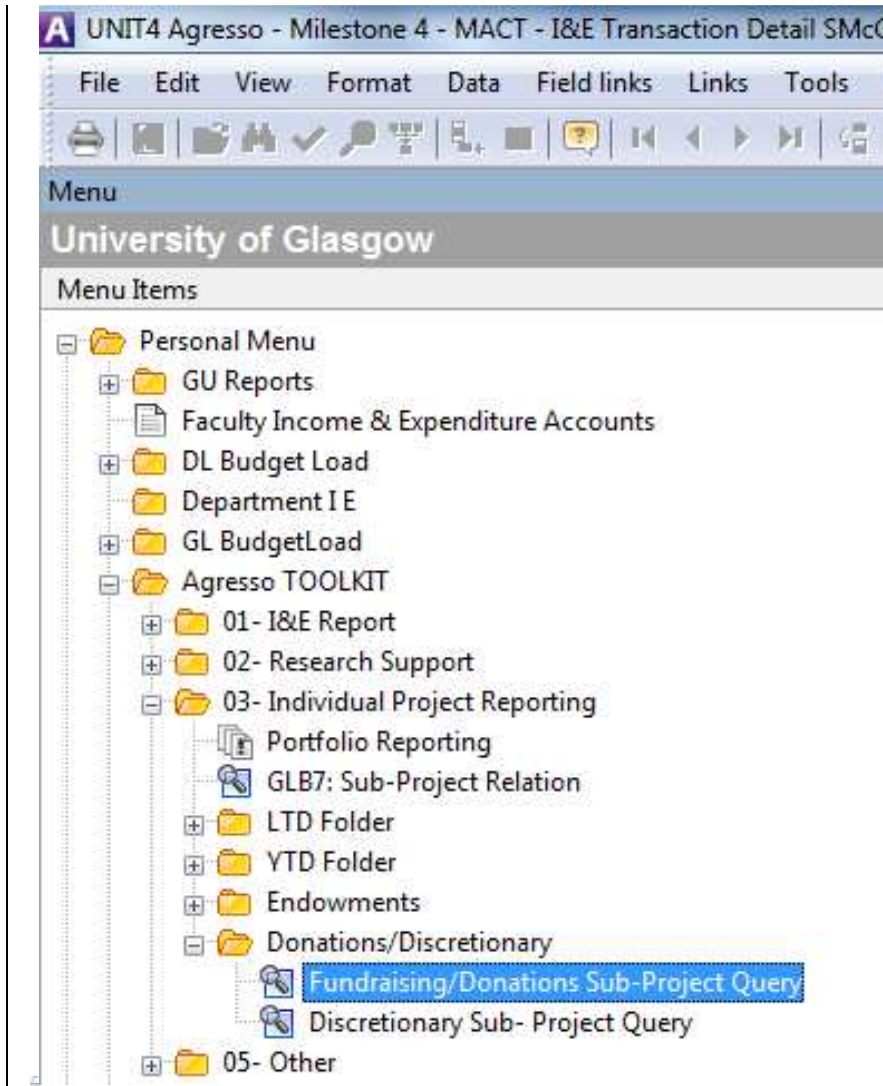 A UNIT4 Agresso - Milestone 4 - MACT - I&E Transaction Detail SMc
File Edit View Format Data Field links Links Tools
Menu
University of Glasgow
Menu Items
Personal Menu
GU Reports
Faculty Income & Expenditure Accounts
DL Budget Load
Department I E
GL BudgetLoad
Agresso TOOLKIT
01- I&E Report
02- Research Support
03- Individual Project Reporting
Portfolio Reporting
GLB7: Sub-Project Relation
LTD Folder
YTD Folder
Endowments
Donations/Discretionary
Fundraising/Donations Sub-Project Query
Discretionary Sub- Project Query
05- Other